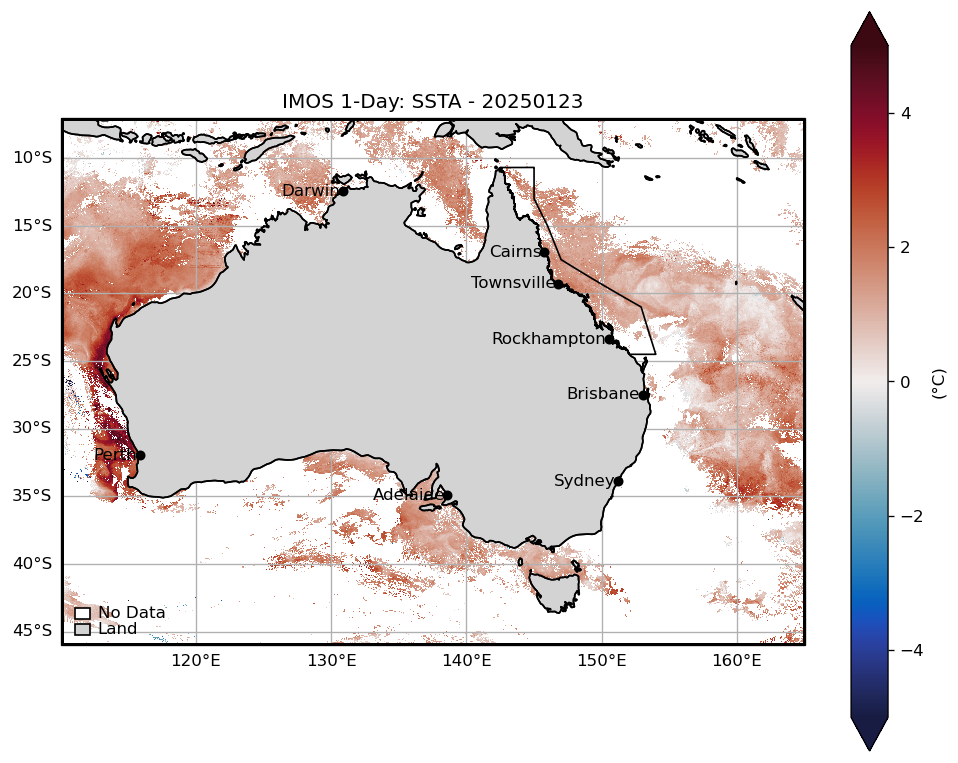 IMOS 1-Day: SSTA - 20250123
10°S
15°S
20°S
25°S
30°S
35°S
40°S
45°S
Darwin
Cairns
Townsville
Rockhampton
Brisbane
Perth
Sydney
Adelaide
No Data
Land
120°E 130°E 140°E 150°E 160°E
4
2
0
−2
−4
(°C)